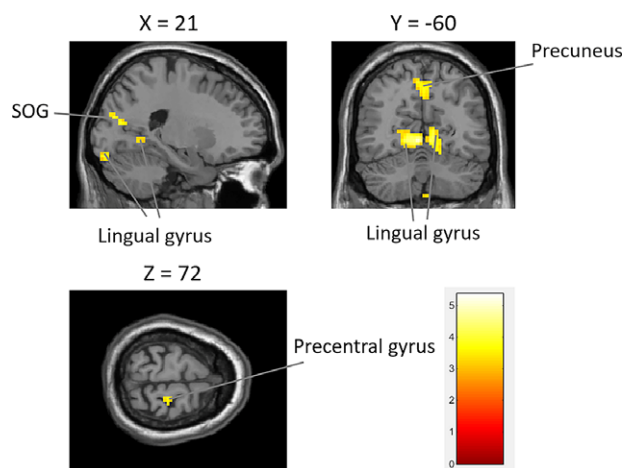 X = 21
Y = -60
Precuneus
SOG
Lingual gyrus
Lingual gyrus
Z = 72
Precentral gyrus
5
4
3
2
1
0